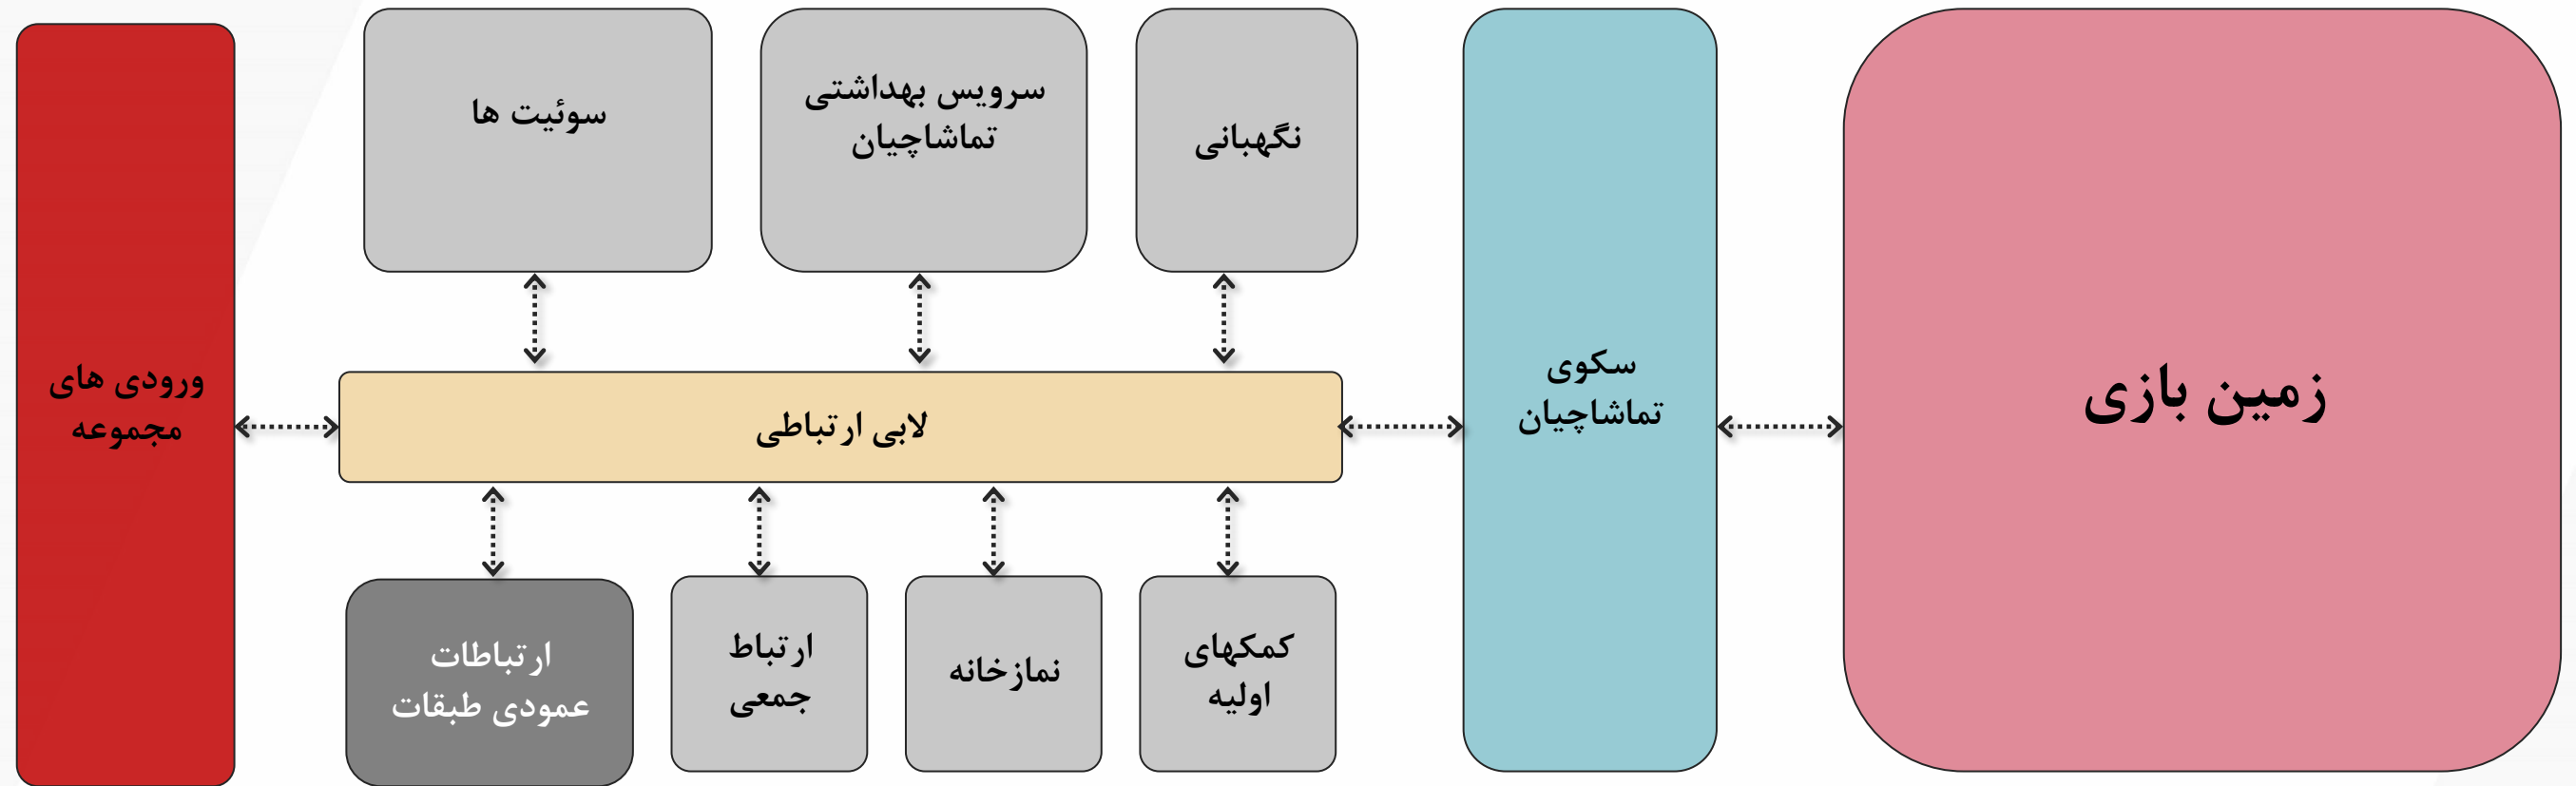 سوئیت ها
سرویس بهداشتی
تماشاچیان
نگهبانی
ورودی های
مجموعه
لابی ارتباطی
سکوی
تماشاچیان
زمین بازی
ارتباطات
عمودی طبقات
ارتباط
جمعی
نمازخانه
کمکهای
اولیه